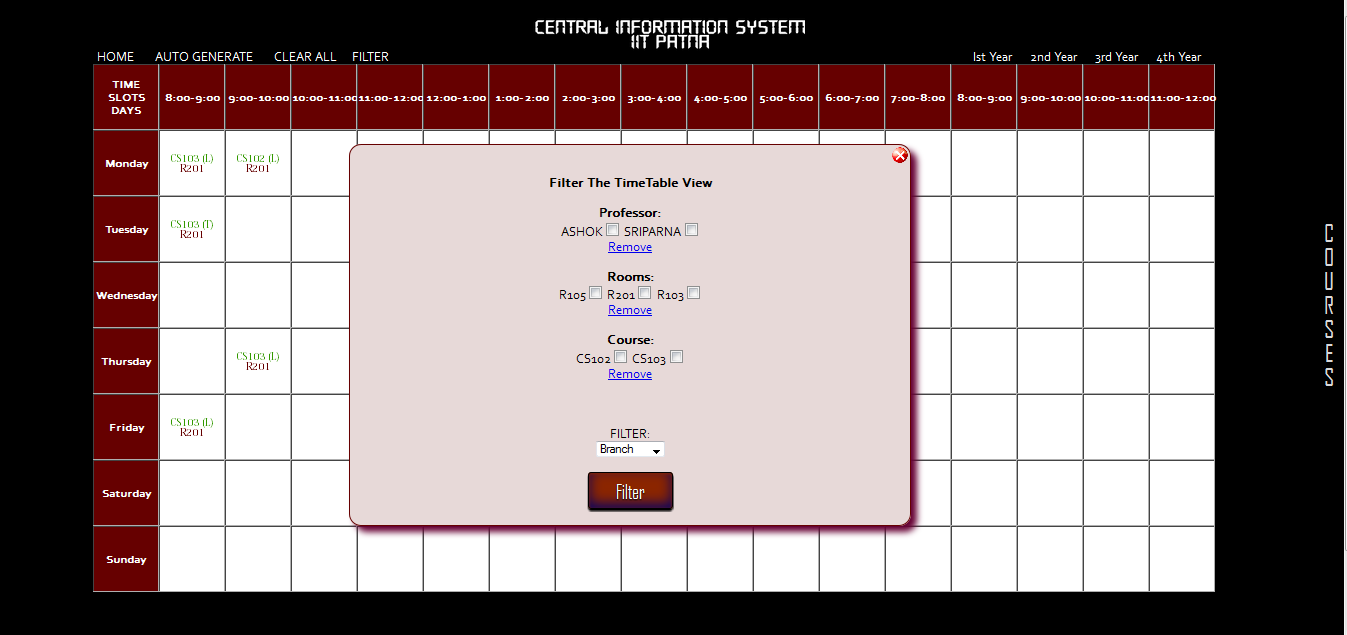 CENTRAL INFORMATION SYSTEM
IIT PATNA
HOME AUTO GENERATE CLEAR ALL FILTER 1st Year 2nd Year 3rd Year 4th Year
TIME SLOTS DAYS 8:00-9:00 9:00-10:00 10:00-11:00 11:00-12:00 12:00-1:00 1:00-2:00 2:00-3:00 3:00-4:00 4:00-5:00 5:00-6:00 6:00-7:00 7:00-8:00 8:00-9:00 9:00-10:00 10:00-11:00 11:00-12:00
Monday CS103 (L) R201 CS102 (L) R201
Tuesday CS103 (T) R201
Wednesday
Thursday CS103 (L) R201
Friday CS103 (L) R201
Saturday
Sunday
Filter The TimeTable View
Professor:
ASHOK SRIPARNA
Remove
Rooms:
R105 R201 R103
Remove
Course:
CS102 CS103
Remove
FILTER:
Branch
Filter
COURSES